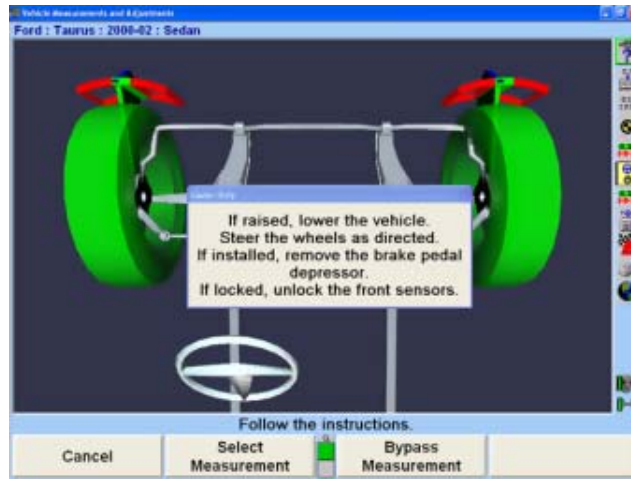 Vehicle Measurements and Adjustments
Ford : Taurus : 2000-02 : Sedan
If raised, lower the vehicle.
Steer the wheels as directed.
If installed, remove the brake pedal
depressor.
If locked, unlock the front sensors.
Follow the instructions.
Cancel
Select
Measurement
Bypass
Measurement